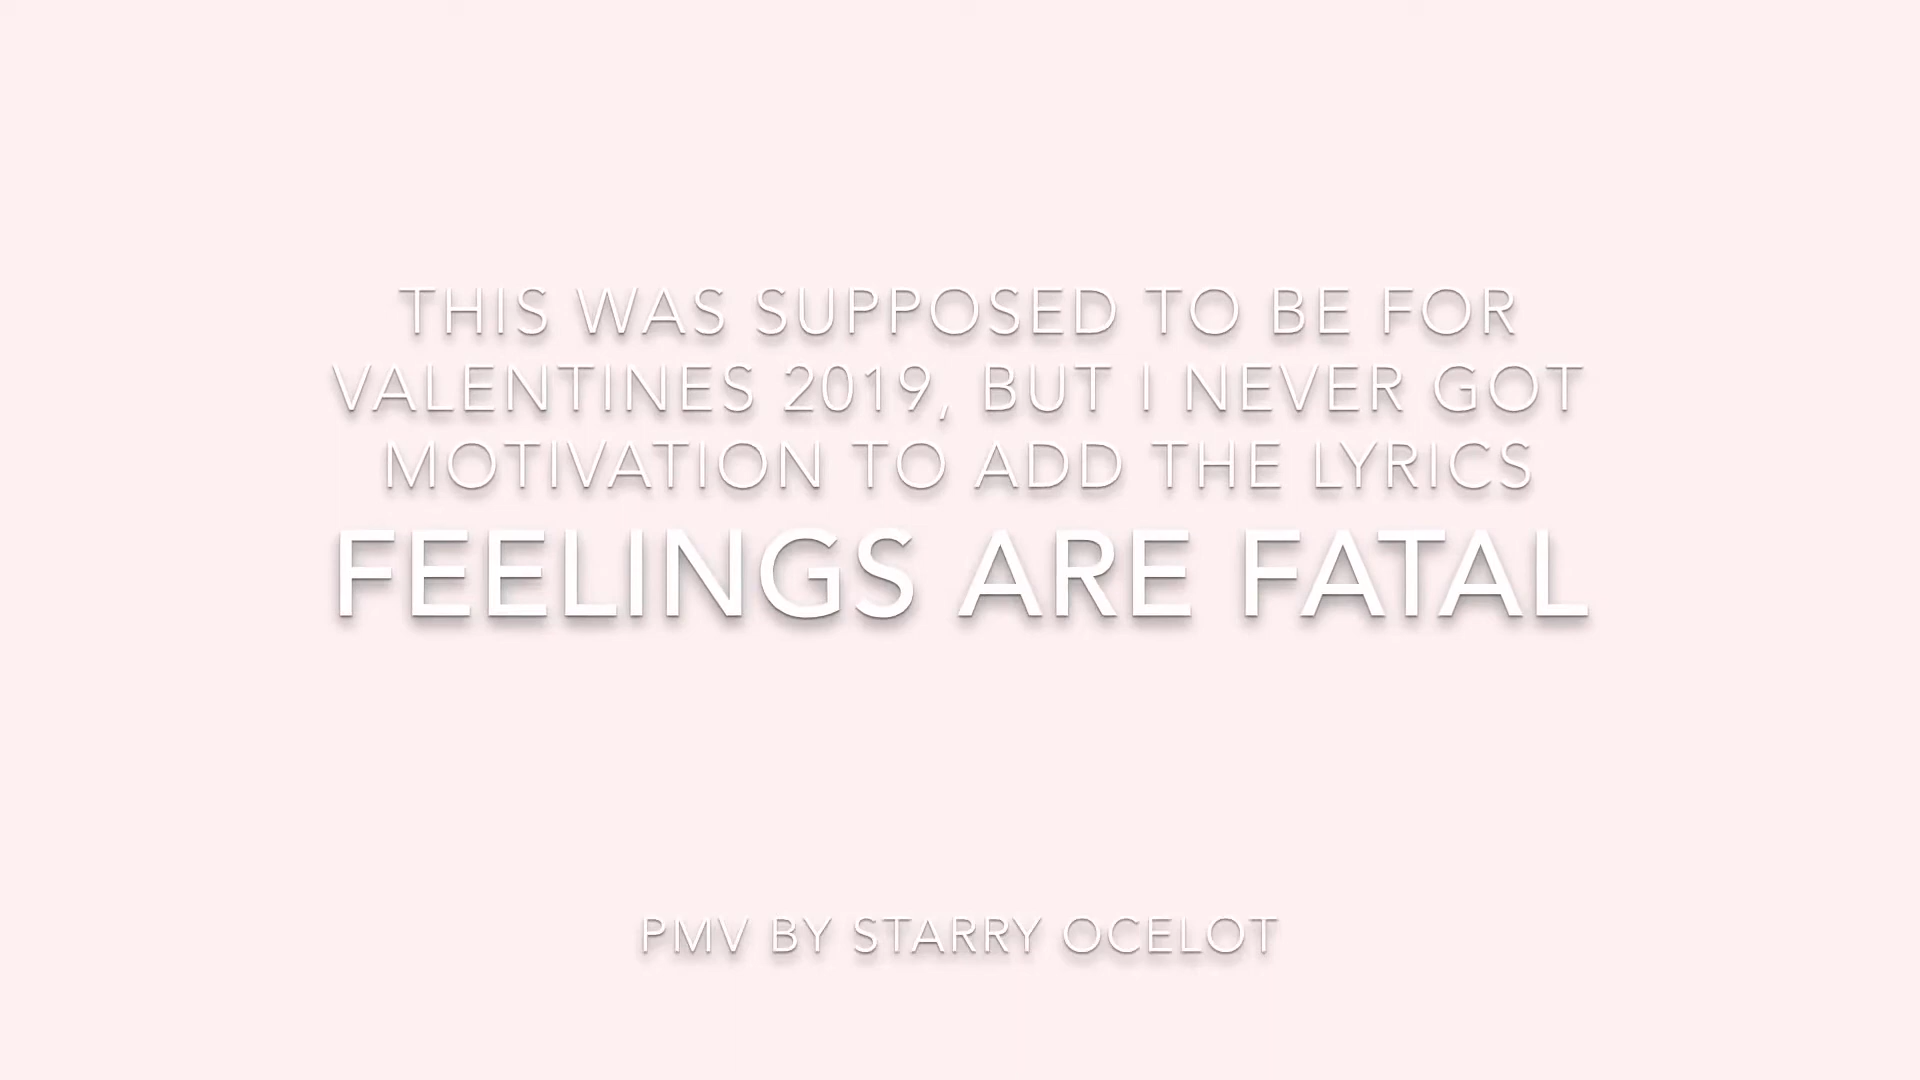 THIS WAS SUPPOSED TO BE FOR
VALENTINES 2019, BUT I NEVER GOT
MOTIVATION TO ADD THE LYRICS
FEELINGS ARE FATAL
PMV BY STARRY OCELOT